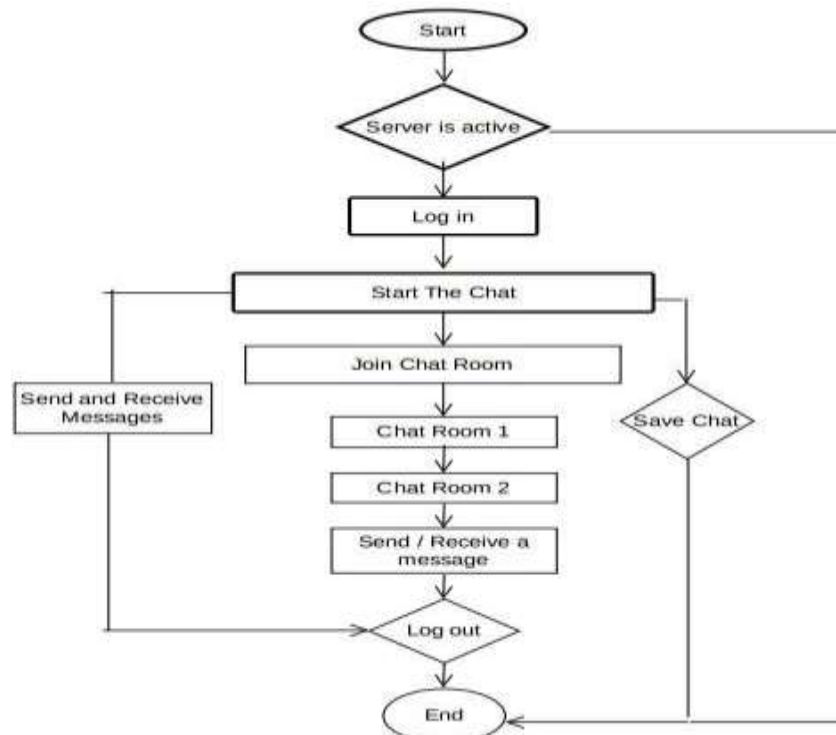 Start
Server is active
Log in
Start The Chat
Join Chat Room
Send and Receive
Messages
Chat Room 1
Save Chat
Chat Room 2
Send / Receive a
message
Log out
End